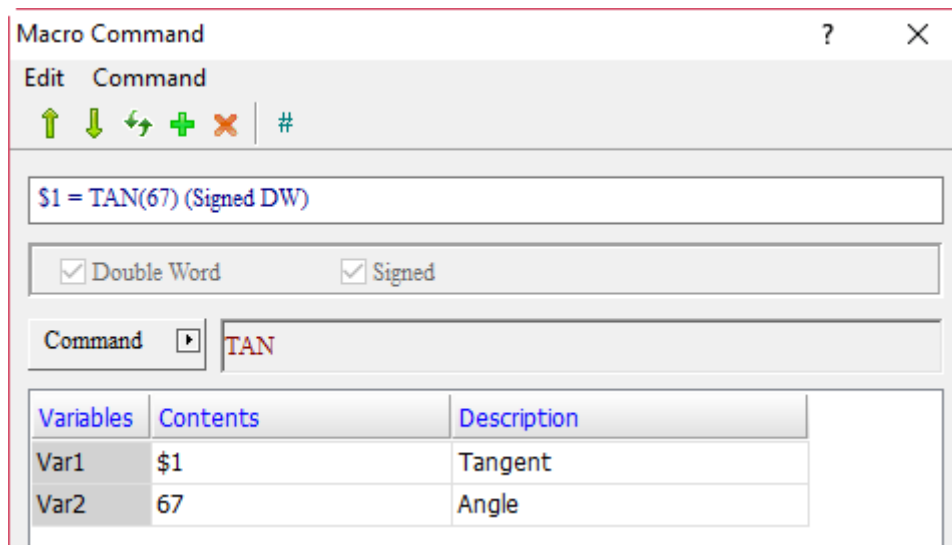 Macro Command ?
Edit Command
#
$1 = TAN(67) (Signed DW)
Double Word Signed
Command TAN
Variables Contents Description
Var1 $1 Tangent
Var2 67 Angle